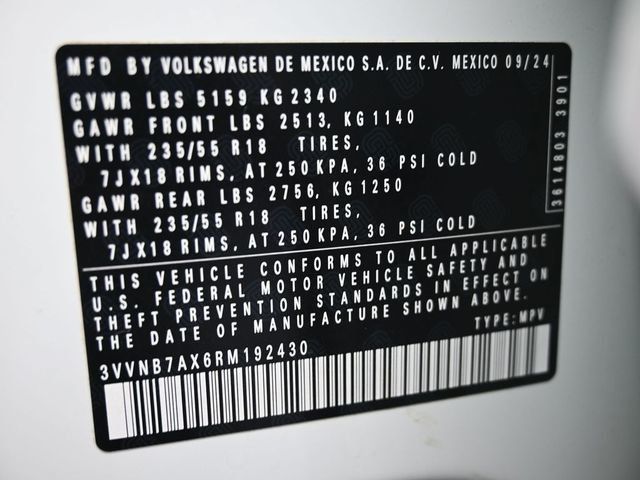 MFD BY VOLKSWAGEN DE MEXICO S.A. DE C.V. MEXICO 09/24
GVWR LBS 5159 KG 2340
GAWR FRONT LBS 2513, KG 1140
WITH 235/55 R18 TIRES,
7JX18 RIMS, AT 250 KPA, 36 PSI COLD
GAWR REAR LBS 2756, KG 1250
WITH 235/55 R18 TIRES,
7JX18 RIMS, AT 250 KPA, 36 PSI COLD
3614803 3901
THIS VEHICLE CONFORMS TO ALL APPLICABLE
U.S. FEDERAL MOTOR VEHICLE SAFETY AND
THEFT PREVENTION STANDARDS IN EFFECT ON
THE DATE OF MANUFACTURE SHOWN ABOVE.
TYPE: MPV
3VVNB7AX6RM192430